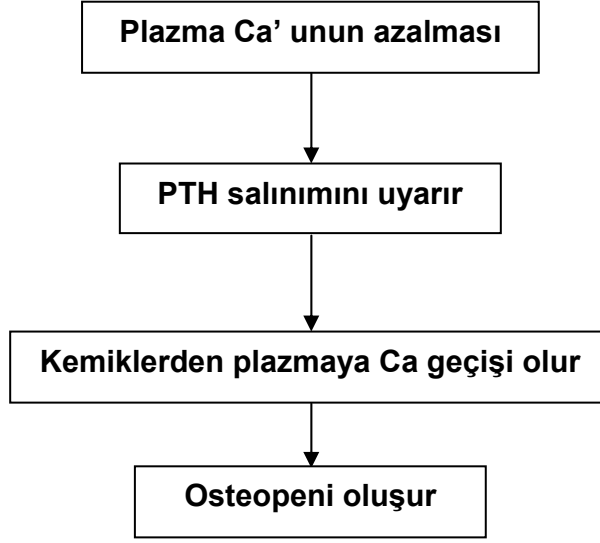 Plazma Ca’ unun azalması
PTH salınımını uyarır
Kemiklerden plazmaya Ca geçişi olur
Osteopeni oluşur